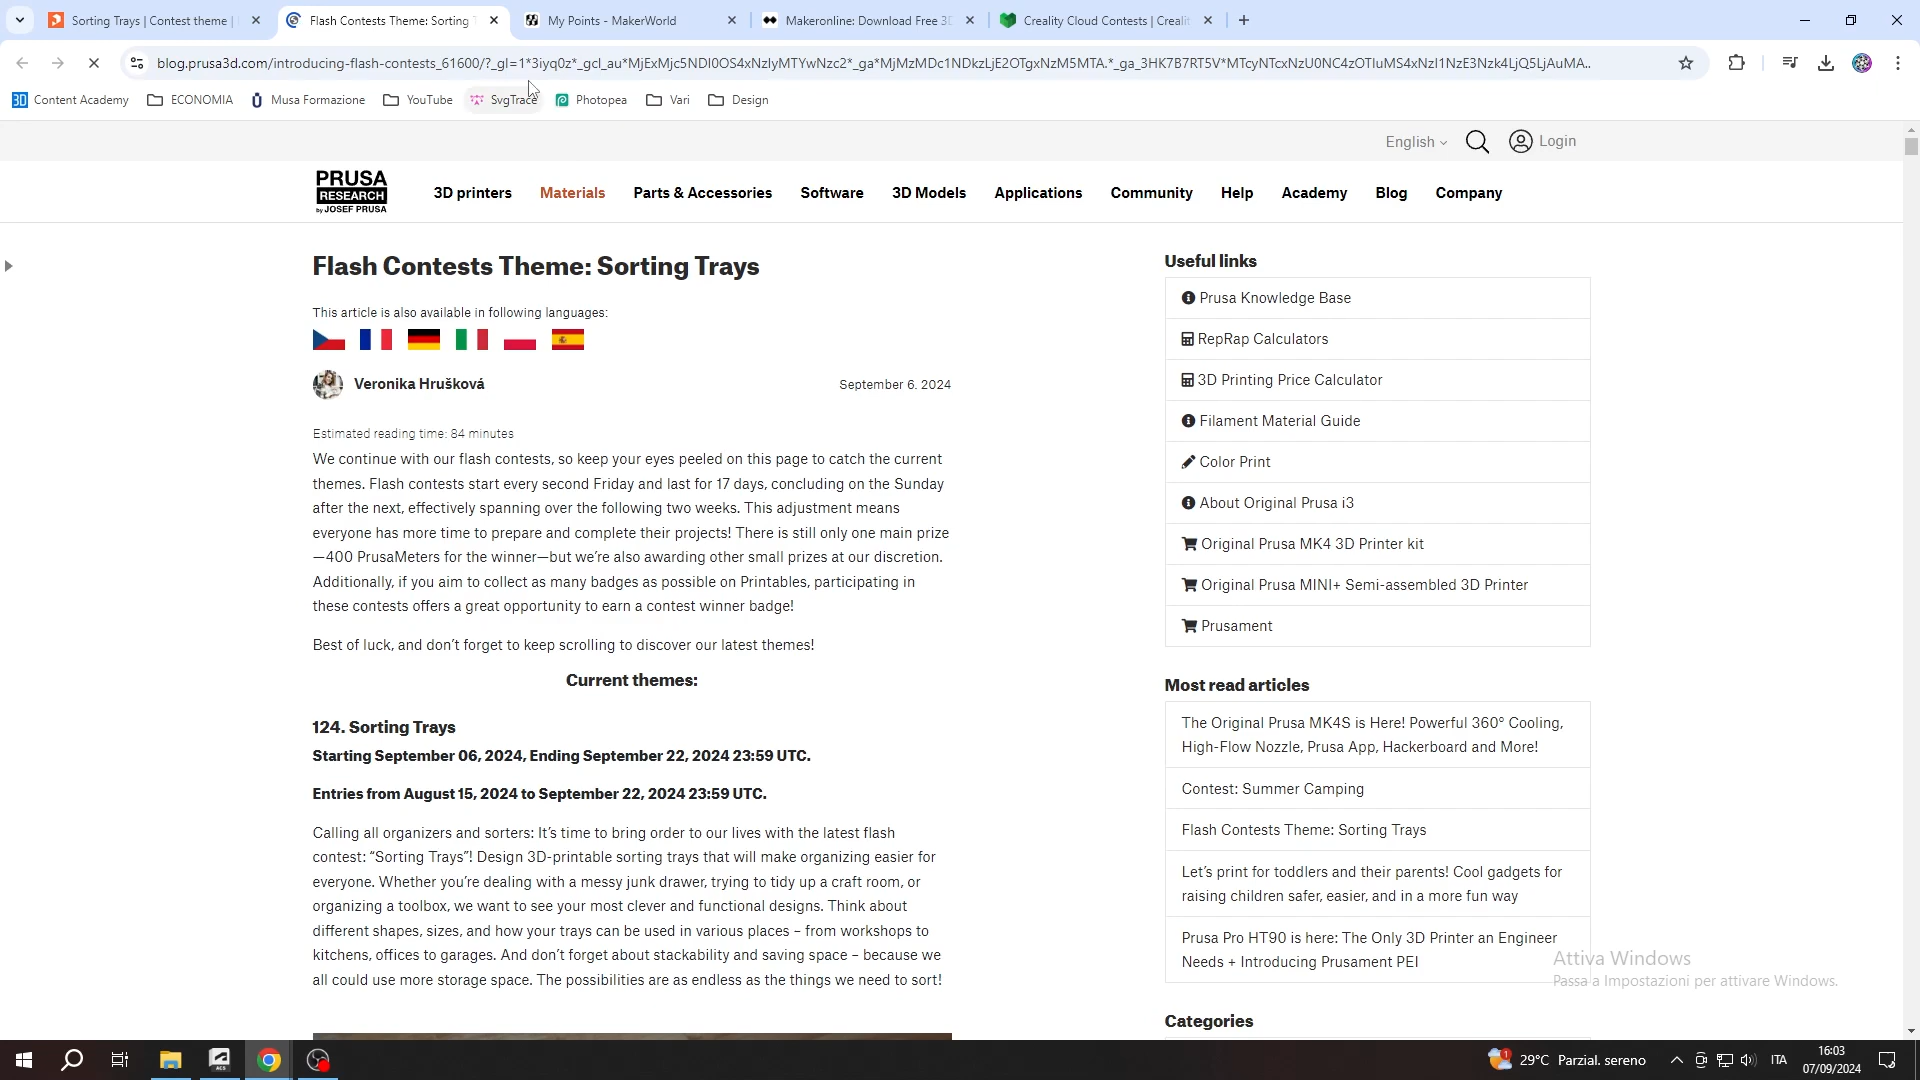 Sorting Trays | Contest theme |
Flash Contests Theme: Sorting T
My Points - MakerWorld
Makeronline: Download Free 3D
Creality Cloud Contests | Creali
blog.prusa3d.com/introducing-flash-contests_61600/?_gl=1*3iyq0z*_gcl_au*MjExMjc5NDI0OS4xNzIyMTYwNzc2*_ga*MjMzMDc1NDkzLjE2OTgxNzM5MTA.*_ga_3HK7B7RT5V*MTcyNTcxNzU0NC4zOTIuMS4xNzI1NzE3Nzk4LjQ5LjAuMA..
Content Academy
ECONOMIA
Musa Formazione
YouTube
SvgTrace
Photopea
Vari
Design
English
Login
PRUSA
RESEARCH
by JOSEF PRUSA
3D printers
Materials
Parts & Accessories
Software
3D Models
Applications
Community
Help
Academy
Blog
Company
Flash Contests Theme: Sorting Trays
This article is also available in following languages:
Veronika Hrušková
September 6. 2024
Estimated reading time: 84 minutes
We continue with our flash contests, so keep your eyes peeled on this page to catch the current
themes. Flash contests start every second Friday and last for 17 days, concluding on the Sunday
after the next, effectively spanning over the following two weeks. This adjustment means
everyone has more time to prepare and complete their projects! There is still only one main prize
—400 PrusaMeters for the winner—but we're also awarding other small prizes at our discretion.
Additionally, if you aim to collect as many badges as possible on Printables, participating in
these contests offers a great opportunity to earn a contest winner badge!
Best of luck, and don't forget to keep scrolling to discover our latest themes!
Current themes:
124. Sorting Trays
Starting September 06, 2024, Ending September 22, 2024 23:59 UTC.
Entries from August 15, 2024 to September 22, 2024 23:59 UTC.
Calling all organizers and sorters: It's time to bring order to our lives with the latest flash
contest: "Sorting Trays"! Design 3D-printable sorting trays that will make organizing easier for
everyone. Whether you're dealing with a messy junk drawer, trying to tidy up a craft room, or
organizing a toolbox, we want to see your most clever and functional designs. Think about
different shapes, sizes, and how your trays can be used in various places – from workshops to
kitchens, offices to garages. And don't forget about stackability and saving space – because we
all could use more storage space. The possibilities are as endless as the things we need to sort!
Useful links
Prusa Knowledge Base
RepRap Calculators
3D Printing Price Calculator
Filament Material Guide
Color Print
About Original Prusa i3
Original Prusa MK4 3D Printer kit
Original Prusa MINI+ Semi-assembled 3D Printer
Prusament
Most read articles
The Original Prusa MK4S is Here! Powerful 360° Cooling,
High-Flow Nozzle, Prusa App, Hackerboard and More!
Contest: Summer Camping
Flash Contests Theme: Sorting Trays
Let's print for toddlers and their parents! Cool gadgets for
raising children safer, easier, and in a more fun way
Prusa Pro HT90 is here: The Only 3D Printer an Engineer
Needs + Introducing Prusament PEI
Categories
Attiva Windows
Passa a Impostazioni per attivare Windows.
29°C Parzial. sereno
ITA
16:03
07/09/2024